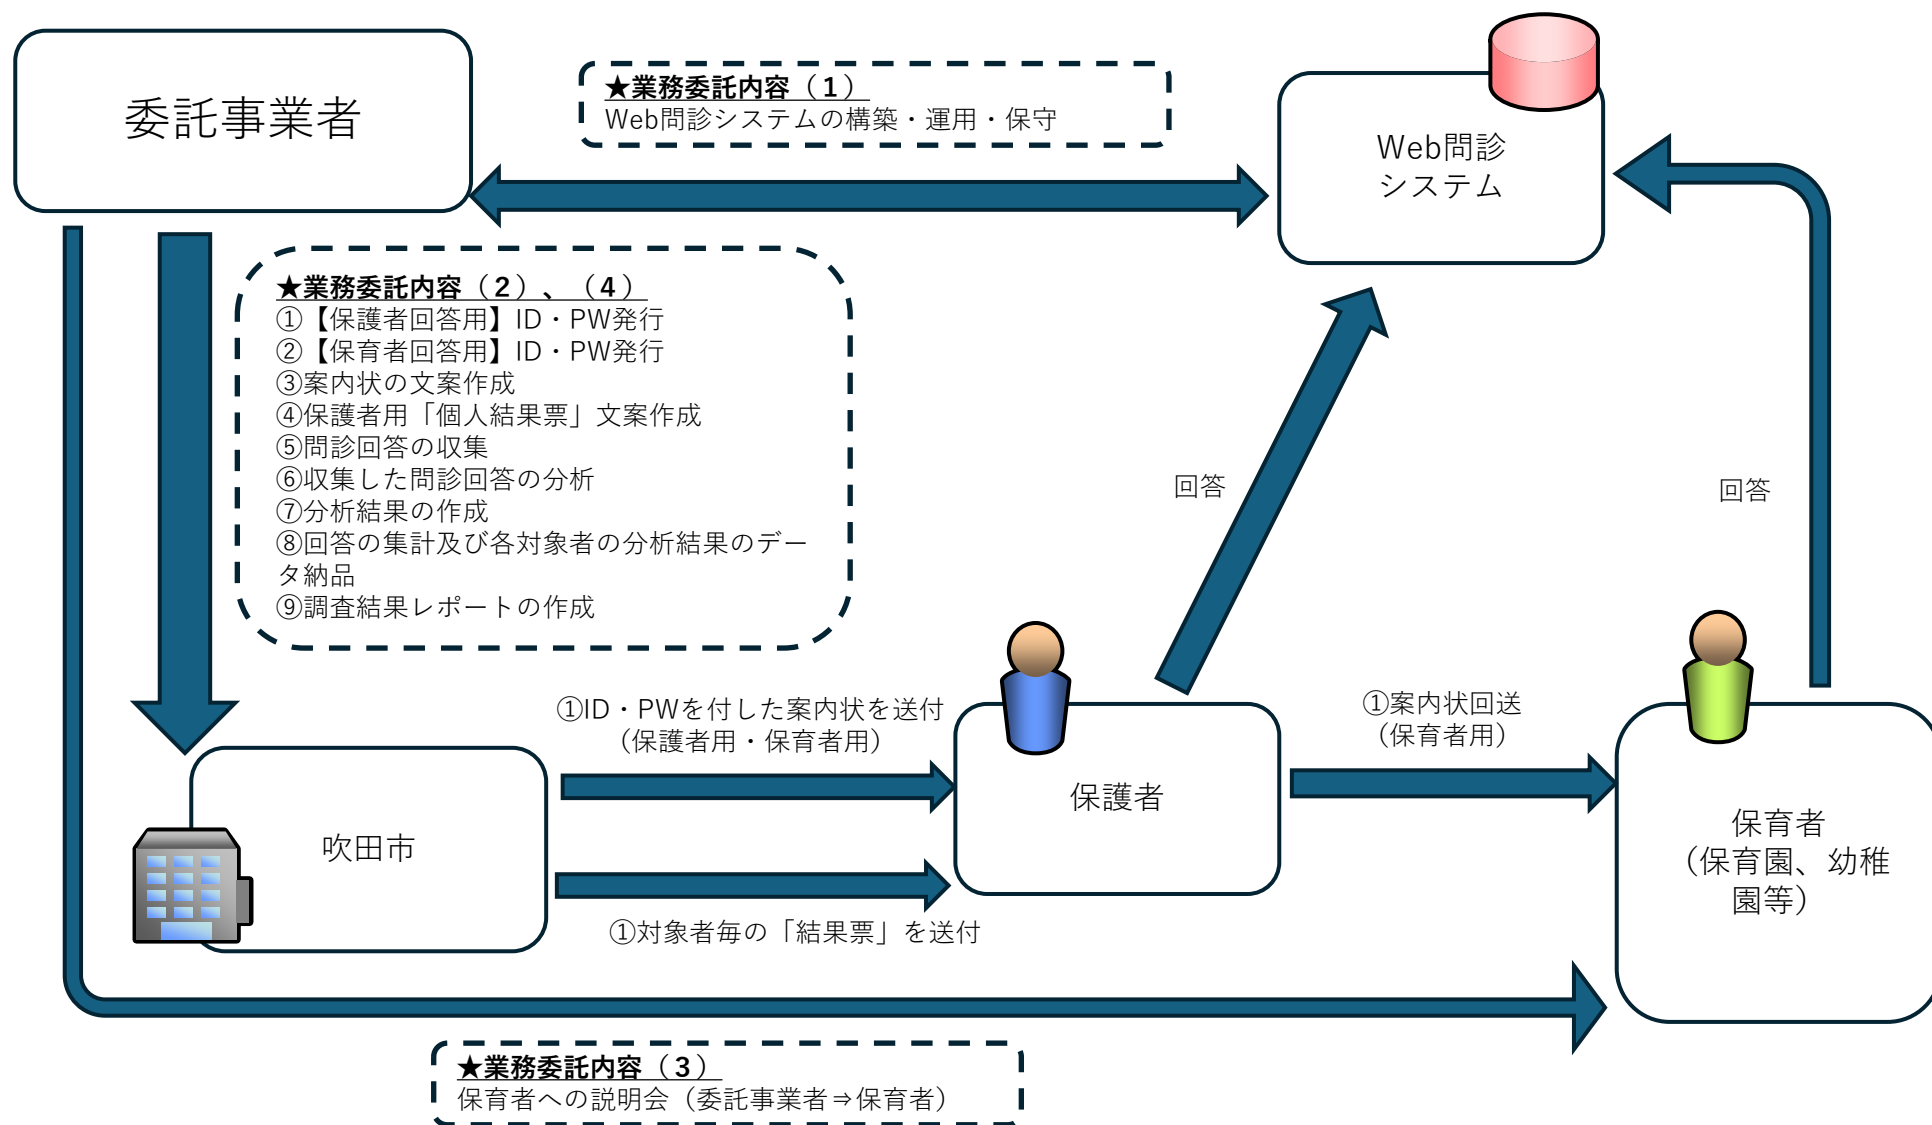 委託事業者
★業務委託内容（１）
Web問診システムの構築・運用・保守
Web問診
システム
★業務委託内容（２）、（４）
①【保護者回答用】ID・PW発行
②【保育者回答用】ID・PW発行
③案内状の文案作成
④保護者用「個人結果票」文案作成
⑤問診回答の収集
⑥収集した問診回答の分析
⑦分析結果の作成
⑧回答の集計及び各対象者の分析結果のデー
タ納品
⑨調査結果レポートの作成
回答
回答
①ID・PWを付した案内状を送付
（保護者用・保育者用）
①案内状回送
（保育者用）
吹田市
保護者
保育者
（保育園、幼稚
園等）
①対象者毎の「結果票」を送付
★業務委託内容（３）
保育者への説明会（委託事業者⇒保育者）